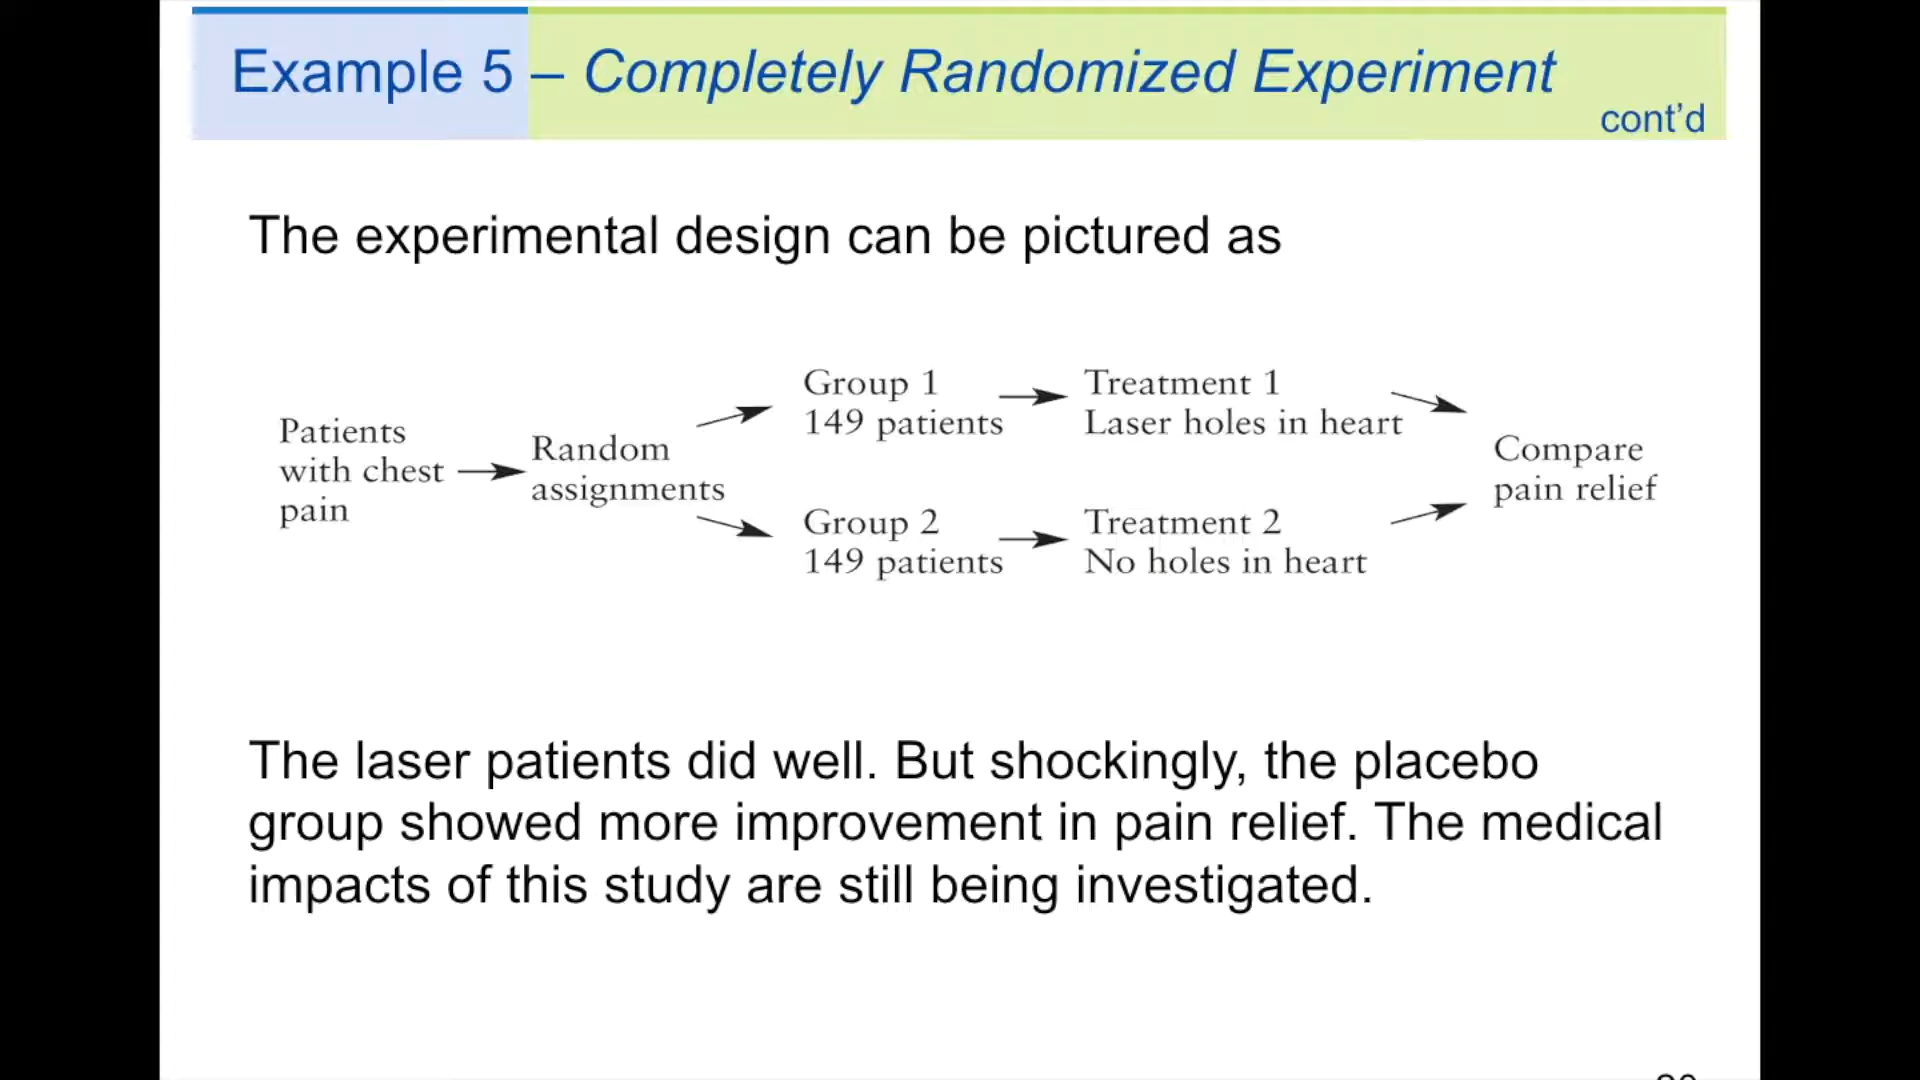 Example 5 – Completely Randomized Experiment
cont’d
The experimental design can be pictured as
Patients
with chest
pain
Random
assignments
Group 1
149 patients
Treatment 1
Laser holes in heart
Group 2
149 patients
Treatment 2
No holes in heart
Compare
pain relief
The laser patients did well. But shockingly, the placebo
group showed more improvement in pain relief. The medical
impacts of this study are still being investigated.